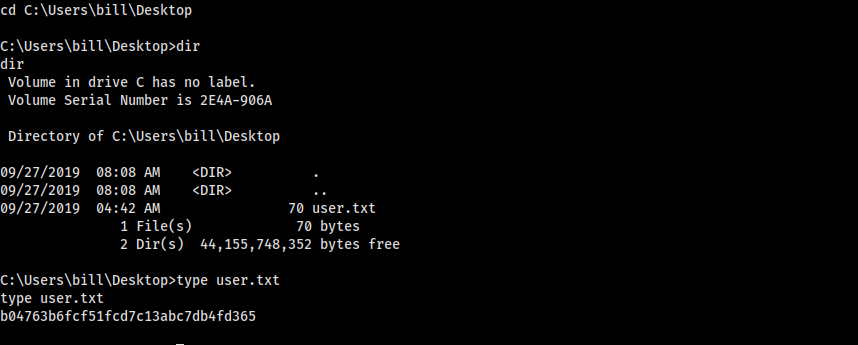 cd C:\Users\bill\Desktop
C:\Users\bill\Desktop>dir
dir
 Volume in drive C has no label.
 Volume Serial Number is 2E4A-906A
 Directory of C:\Users\bill\Desktop
09/27/2019  08:08 AM    <DIR>          .
09/27/2019  08:08 AM    <DIR>          ..
09/27/2019  04:42 AM                70 user.txt
               1 File(s)             70 bytes
               2 Dir(s)  44,155,748,352 bytes free
C:\Users\bill\Desktop>type user.txt
type user.txt
b04763b6fcf51fcd7c13abc7db4fd365